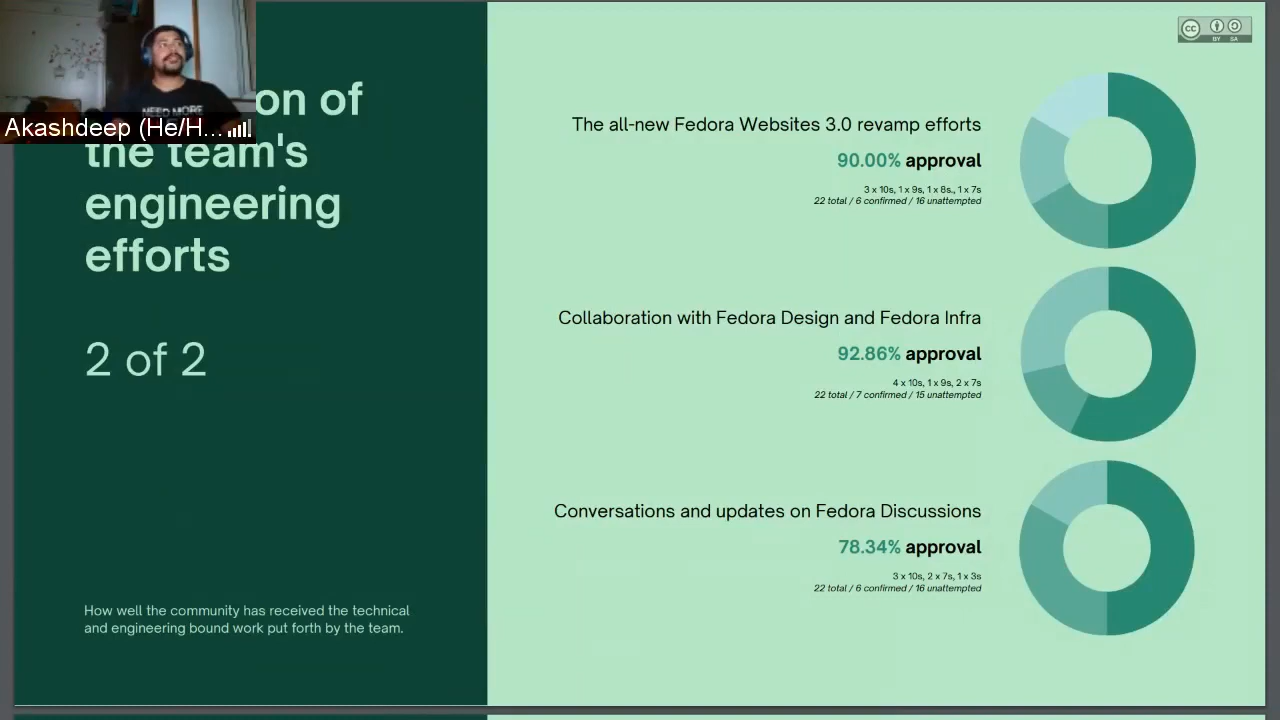 Akashdeep (He/H...
on of
the team's
engineering
efforts
2 of 2
How well the community has received the technical
and engineering bound work put forth by the team.
The all-new Fedora Websites 3.0 revamp efforts
90.00% approval
3 x 10s, 1 x 9s, 1 x 8s., 1 x 7s
22 total / 6 confirmed / 16 unattempted
Collaboration with Fedora Design and Fedora Infra
92.86% approval
4 x 10s, 1 x 9s, 2 x 7s
22 total / 7 confirmed / 15 unattempted
Conversations and updates on Fedora Discussions
78.34% approval
3 x 10s, 2 x 7s, 1 x 3s
22 total / 6 confirmed / 16 unattempted
cc
BY SA
NEED MORE